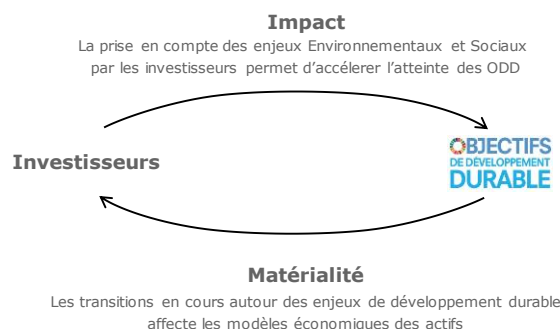 Impact
La prise en compte des enjeux Environnementaux et Sociaux
par les investisseurs permet d'accélerer l'atteinte des ODD
Investisseurs
OBJECTIFS
DE DÉVELOPPEMENT
DURABLE
Matérialité
Les transitions en cours autour des enjeux de développement durable
affecte les modèles économiques des actifs